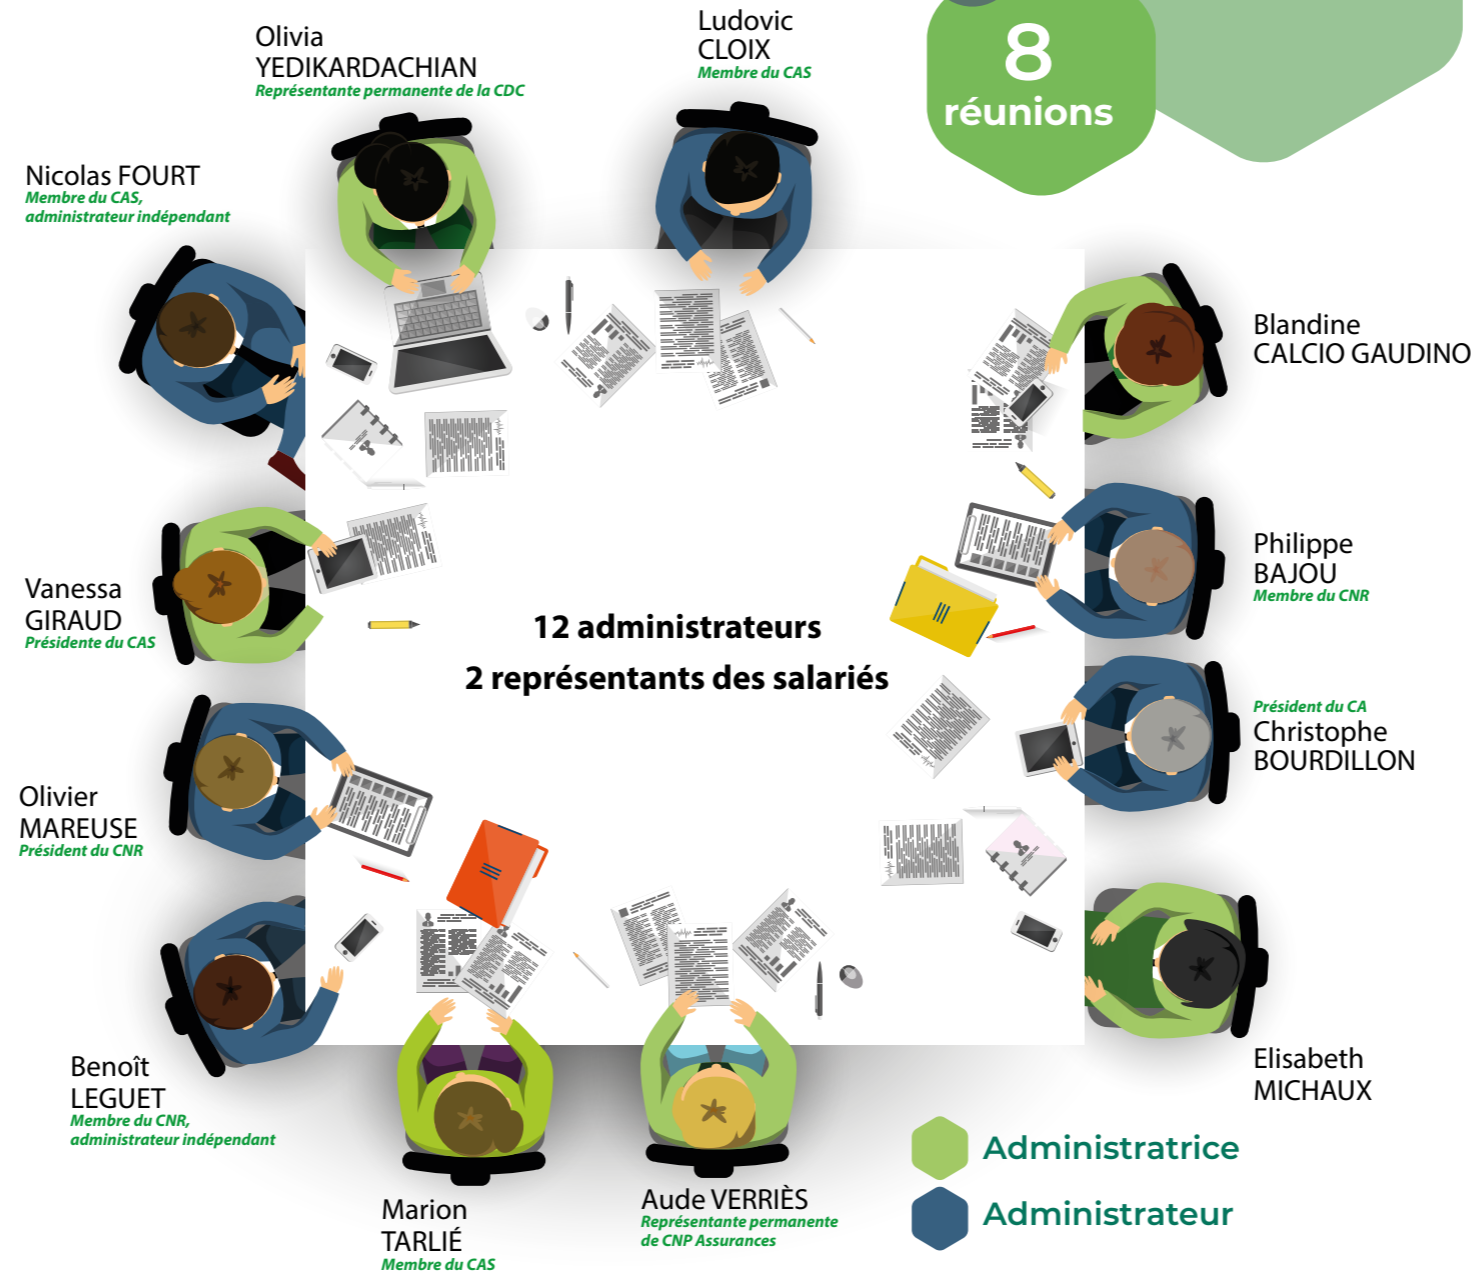 Olivia
YEDIKARDACHIAN
Représentante permanente de la CDC
Ludovic
CLOIX
Membre du CAS
8
réunions
Nicolas FOURT
Membre du CAS,
administrateur indépendant
Blandine
CALCIO GAUDINO
Philippe
BAJOU
Membre du CNR
Vanessa
GIRAUD
Présidente du CAS
12 administrateurs
2 représentants des salariés
Président du CA
Christophe
BOURDILLON
Olivier
MAREUSE
Président du CNR
Benoît
LEGUET
Membre du CNR,
administrateur indépendant
Elisabeth
MICHAUX
Marion
TARLIÉ
Membre du CAS
Aude VERRIÈS
Représentante permanente
de CNP Assurances
Administratrice
Administrateur